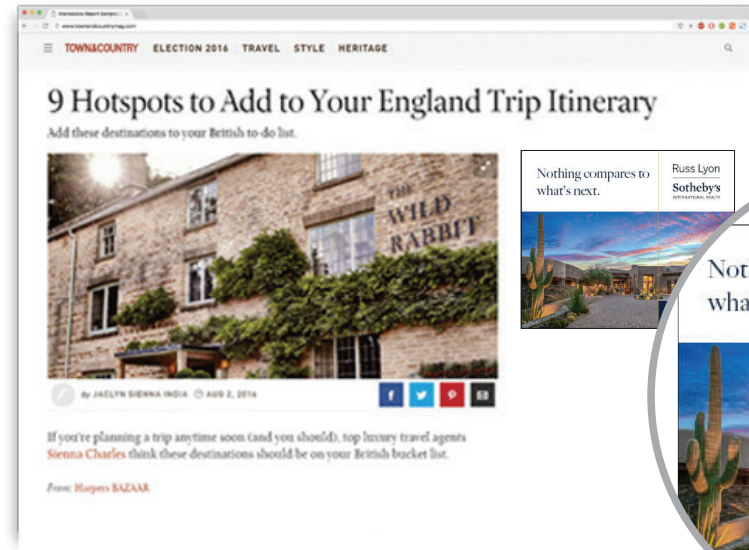 www.townandcountrymag.com
TOWN&COUNTRY ELECTION 2016 TRAVEL STYLE HERITAGE
9 Hotspots to Add to Your England Trip Itinerary
Add these destinations to your British to-do list.
THE
WILD
RABBIT
By JACLYN SIENNA INDIA AUG 2, 2016
If you're planning a trip anytime soon (and you should), top luxury travel agents
Sienna Charles think these destinations should be on your British bucket list.
From: Harpers BAZAAR
Nothing compares to
what's next.
Russ Lyon
Sotheby's
INTERNATIONAL REALTY
Not
wha